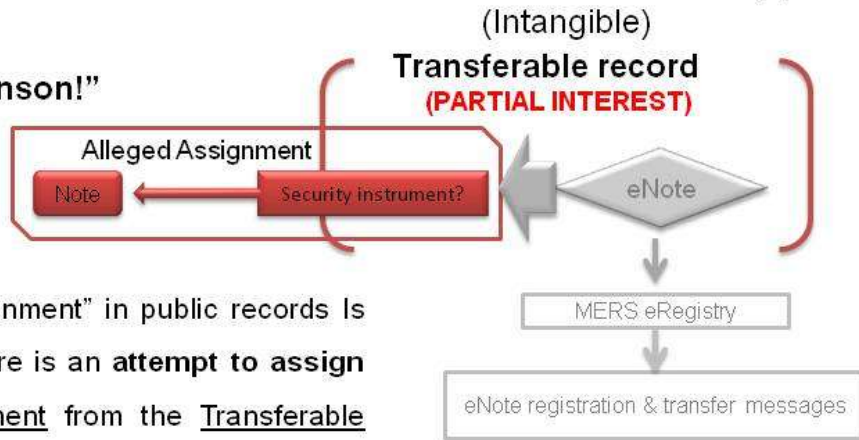 (Intangible)
Transferable record
(PARTIAL INTEREST)
nson!”
Alleged Assignment
Note
Security instrument?
eNote
MERS eRegistry
eNote registration & transfer messages
nment” in public records Is
re is an attempt to assign
ment from the Transferable